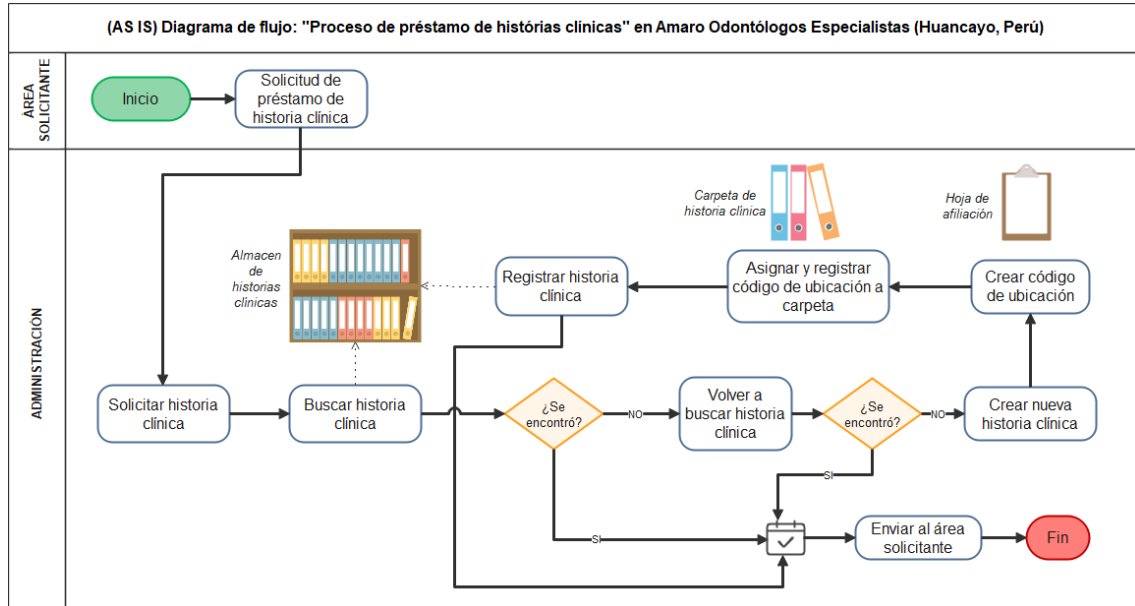 (AS IS) Diagrama de flujo: "Proceso de préstamo de histórias clínicas" en Amaro Odontólogos Especialistas (Huancayo, Perú)
ÁREA
SOLICITANTE
Inicio
Solicitud de
préstamo de
historia clínica
ADMINISTRACIÓN
Carpeta de
historia clínica
Hoja de
afiliación
Almacen
de
historias
clínicas
Registrar historia
clínica
Asignar y registrar
código de ubicación a
carpeta
Crear código
de ubicación
Solicitar historia
clínica
Buscar historia
clínica
¿Se
encontró?
NO
Volver a
buscar historia
clínica
¿Se
encontró?
NO
Crear nueva
historia clínica
SI
SI
Enviar al área
solicitante
Fin